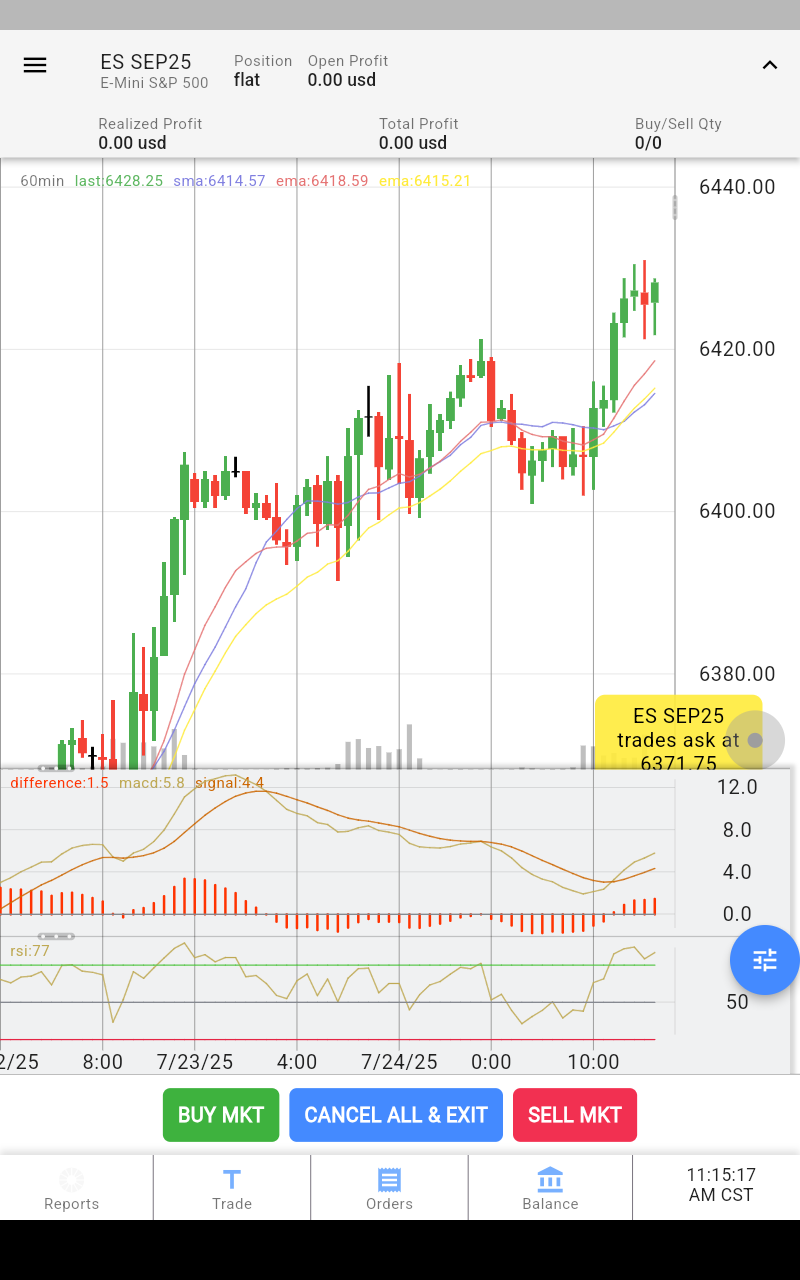 ES SEP25
E-Mini S&P 500
Position
flat
Open Profit
0.00 usd
Realized Profit
0.00 usd
Total Profit
0.00 usd
Buy/Sell Qty
0/0
60min last:6428.25 sma:6414.57 ema:6418.59 ema:6415.21
6440.00
6420.00
6400.00
6380.00
ES SEP25
trades ask at
6371.75
difference:1.5 macd:5.8 signal:4.4
12.0
8.0
4.0
0.0
rsi:77
50
2/25 8:00 7/23/25 4:00 7/24/25 0:00 10:00
BUY MKT
CANCEL ALL & EXIT
SELL MKT
Reports
T
Trade
Orders
Balance
11:15:17
AM CST